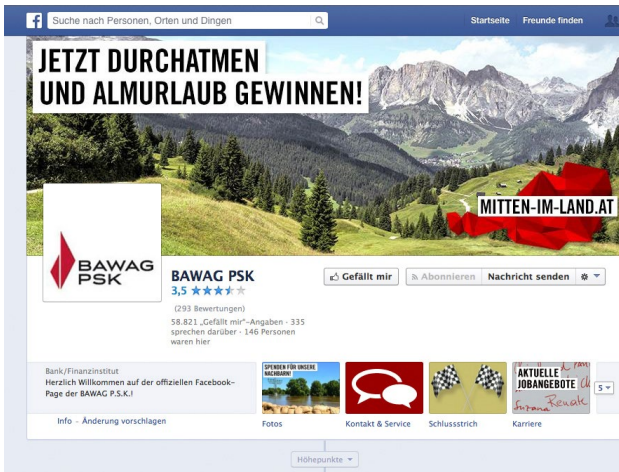 Suche nach Personen, Orten und Dingen
Startseite
Freunde finden
JETZT DURCHATMEN
UND ALMURLAUB GEWINNEN!
MITTEN-IM-LAND.AT
BAWAG
PSK
BAWAG PSK
3,5
(293 Bewertungen)
58.821 „Gefällt mir“-Angaben · 335
sprechen darüber · 146 Personen
waren hier
Gefällt mir
Abonnieren
Nachricht senden
Bank/Finanzinstitut
Herzlich Willkommen auf der offiziellen Facebook-
Page der BAWAG P.S.K.!
Info - Änderung vorschlagen
SPENDEN FÜR UNSERE
NACHBARN!
Fotos
Kontakt & Service
Schlussstrich
AKTUELLE
JOBANGEBOTE
Renate
Karriere
5
Höhepunkte